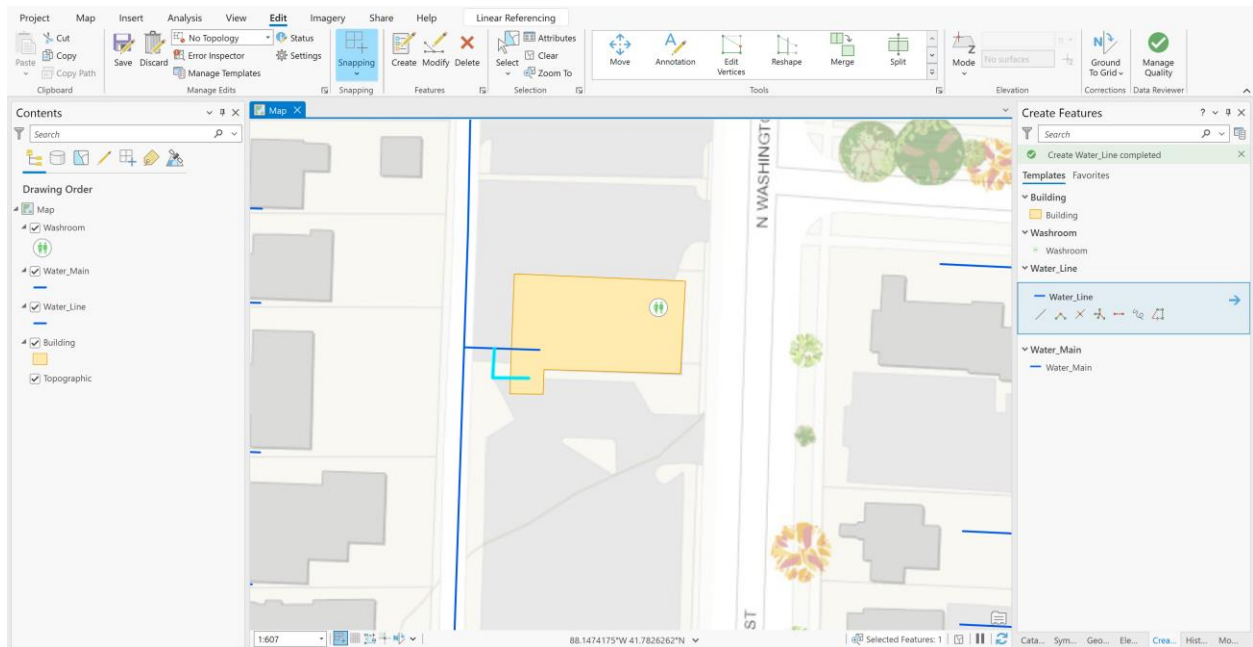 Project Map Insert Analysis View Edit Imagery Share Help Linear Referencing
Paste
Cut
Copy
Copy Path
Clipboard
Save Discard
No Topology
Error Inspector
Manage Templates
Status
Settings
Manage Edits
Snapping
Snapping
Create Modify Delete
Features
Select
Attributes
Clear
Zoom To
Selection
Move Annotation Edit Vertices Reshape Merge Split
Tools
Mode
No surfaces
Elevation
Ground To Grid
Corrections
Manage Quality
Data Reviewer
Contents
Search
Drawing Order
Map
Washroom
Water_Main
Water_Line
Building
Topographic
Map
N WASHINGTO
ST
1:607
88.1474175°W 41.7826262°N
Selected Features: 1
Create Features
Search
Create Water_Line completed
Templates Favorites
Building
Building
Washroom
Washroom
Water_Line
Water_Line
Water_Main
Water_Main
Cata... Sym... Geo... Ele... Crea... Hist... Mo...